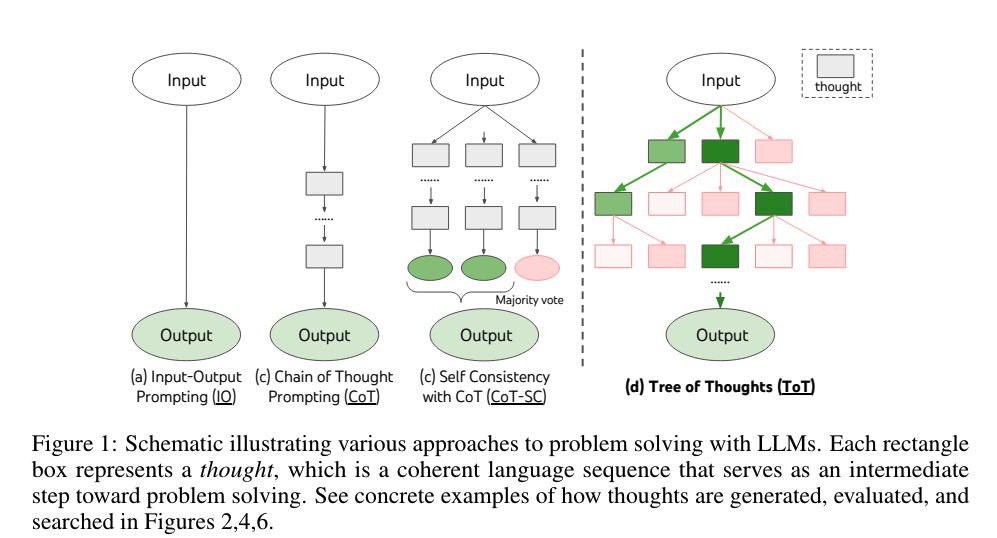 Input
Input
Input
Input
thought
......
......
......
......
......
Majority vote
Output
Output
Output
Output
(a) Input-Output
Prompting (IO)
(c) Chain of Thought
Prompting (CoT)
(c) Self Consistency
with CoT (CoT-SC)
(d) Tree of Thoughts (ToT)
Figure 1: Schematic illustrating various approaches to problem solving with LLMs. Each rectangle
box represents a thought, which is a coherent language sequence that serves as an intermediate
step toward problem solving. See concrete examples of how thoughts are generated, evaluated, and
searched in Figures 2,4,6.